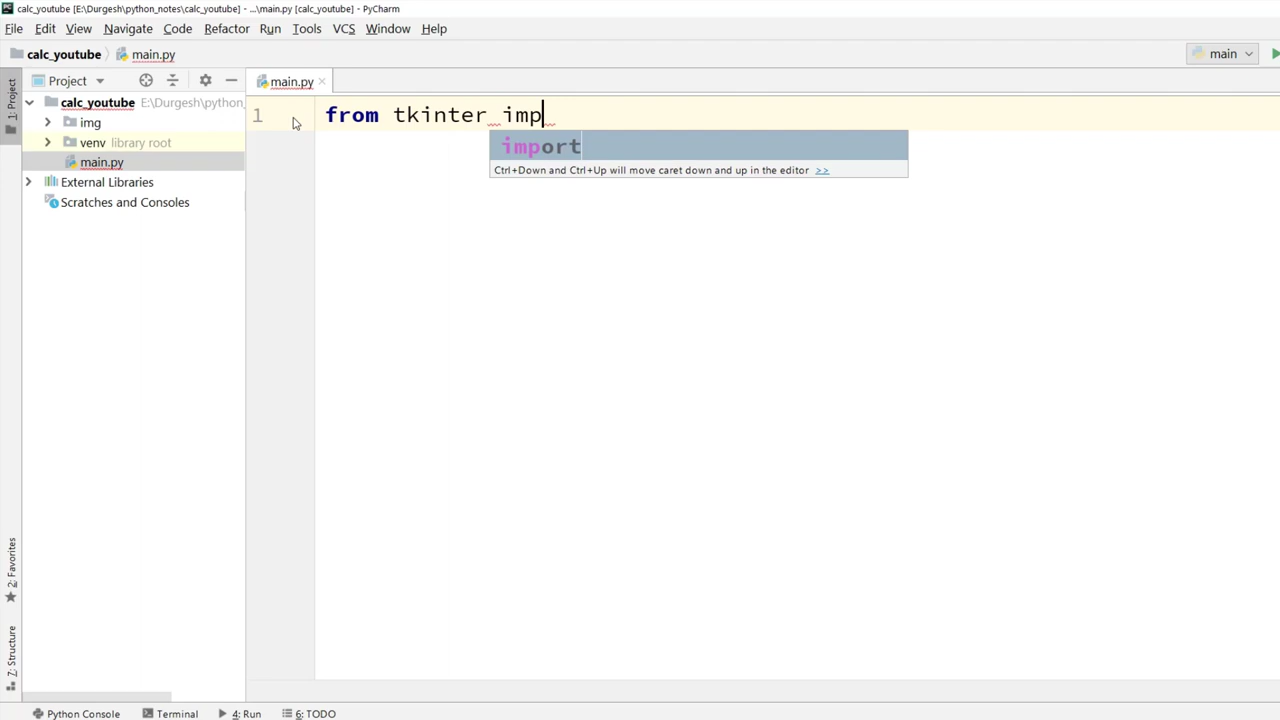 calc_youtube [E:\Durgesh\python_notes\calc_youtube] - ...\main.py [calc_youtube] - PyCharm
File Edit View Navigate Code Refactor Run Tools VCS Window Help
calc_youtube main.py main
1: Project
Project
main.py
calc_youtube E:\Durgesh\python_
img
venv library root
main.py
External Libraries
Scratches and Consoles
1 from tkinter imp
import
Ctrl+Down and Ctrl+Up will move caret down and up in the editor >>
2: Favorites
7: Structure
Python Console Terminal 4: Run 6: TODO